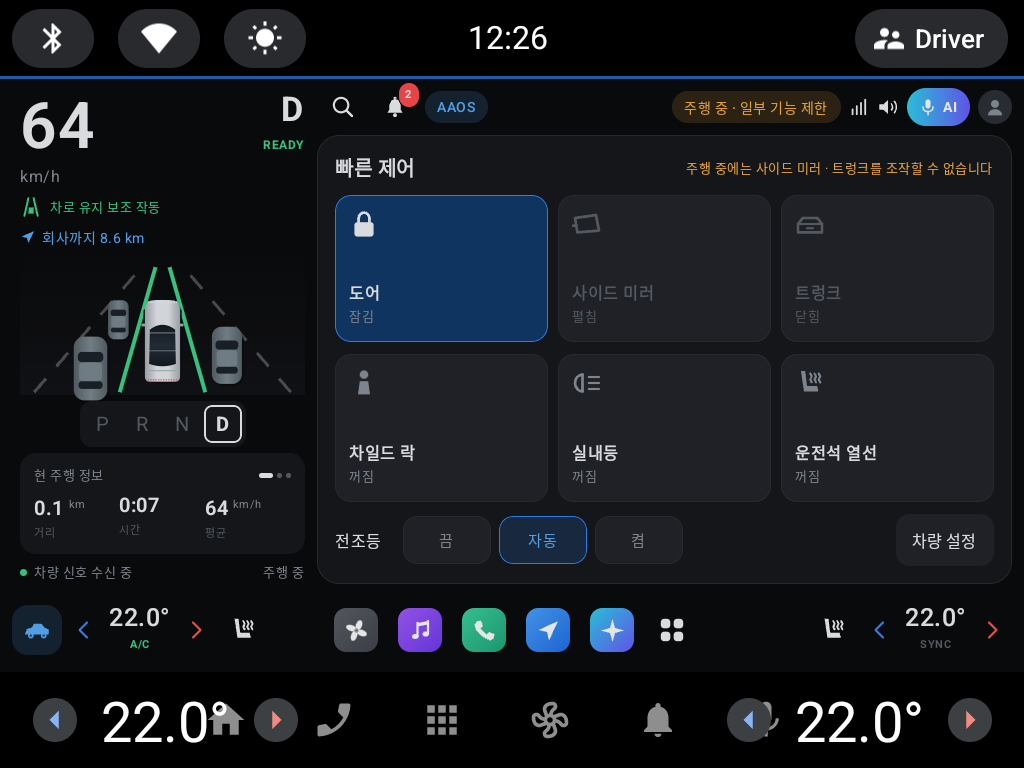 12:26
Driver
64
D
READY
km/h
차로 유지 보조 작동
회사까지 8.6 km
P R N D
현 주행 정보
0.1 km 0:07 64 km/h
거리 시간 평균
차량 신호 수신 중 주행 중
2
AAOS
주행 중 · 일부 기능 제한
AI
빠른 제어
주행 중에는 사이드 미러 · 트렁크를 조작할 수 없습니다
도어
잠김
사이드 미러
펼침
트렁크
닫힘
차일드 락
꺼짐
실내등
꺼짐
운전석 열선
꺼짐
전조등 끔 자동 켬
차량 설정
22.0°
A/C
22.0°
SYNC
22.0°
22.0°